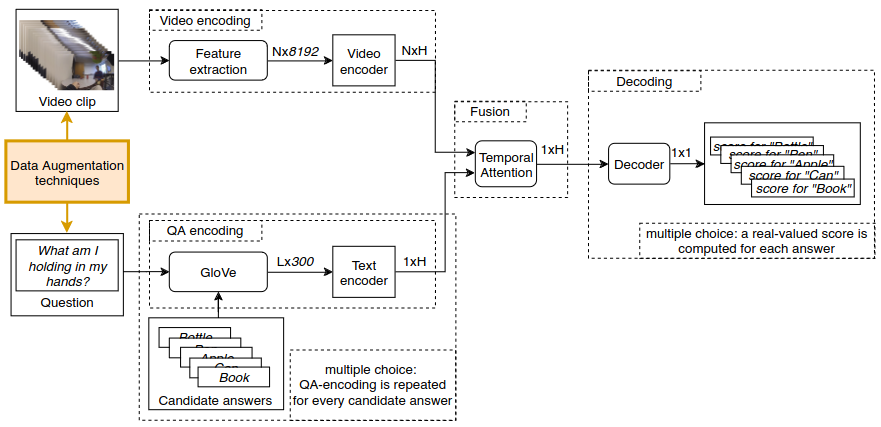 Video encoding
Feature
extraction
Nx8192
Video
encoder
NxH
Video clip
Data Augmentation
techniques
What am I
holding in my
hands?
Question
QA encoding
GloVe
Lx300
Text
encoder
1xH
Bottle
Apple
Can
Book
Candidate answers
multiple choice:
QA-encoding is repeated
for every candidate answer
Fusion
Temporal
Attention
1xH
Decoding
Decoder
1x1
score for "Bottle"
score for "Pen"
score for "Apple"
score for "Can"
score for "Book"
multiple choice: a real-valued score is
computed for each answer